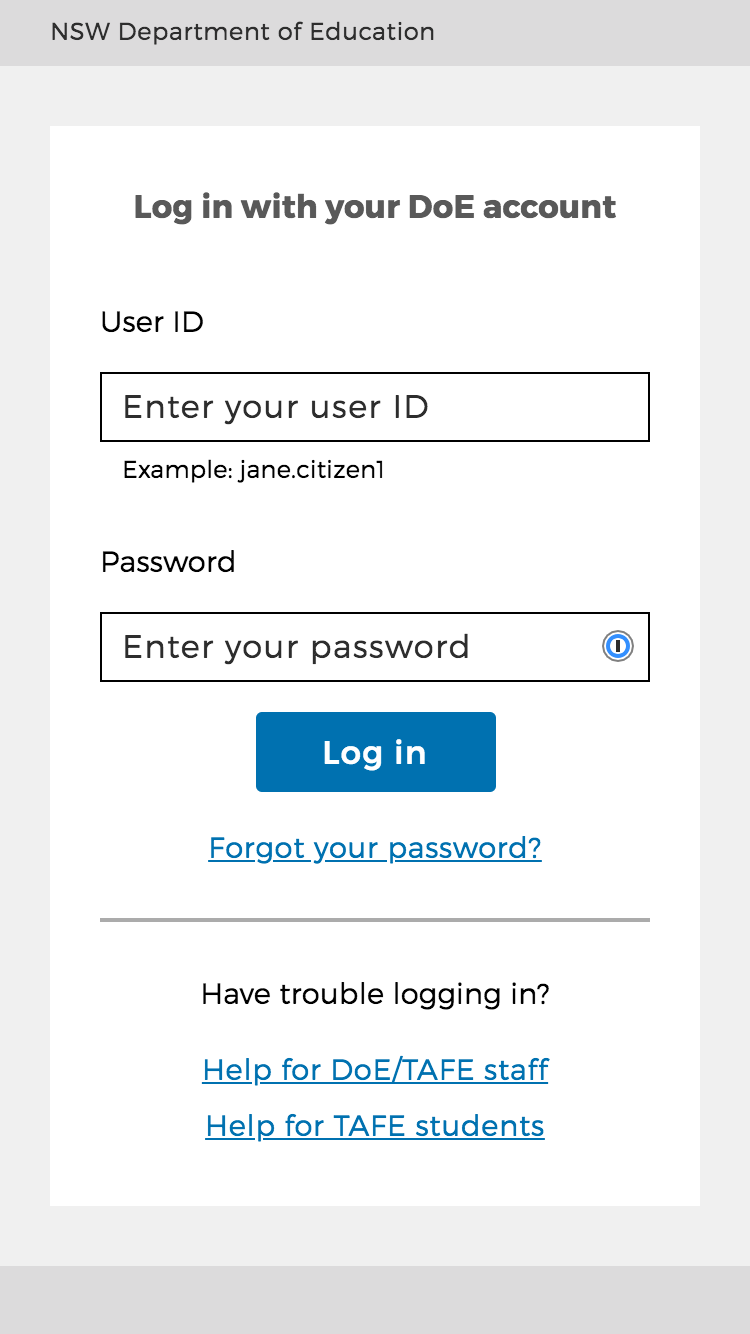 NSW Department of Education
Log in with your DoE account
User ID
Enter your user ID
Example: jane.citizen1
Password
Enter your password
Log in
Forgot your password?
Have trouble logging in?
Help for DoE/TAFE staff
Help for TAFE students